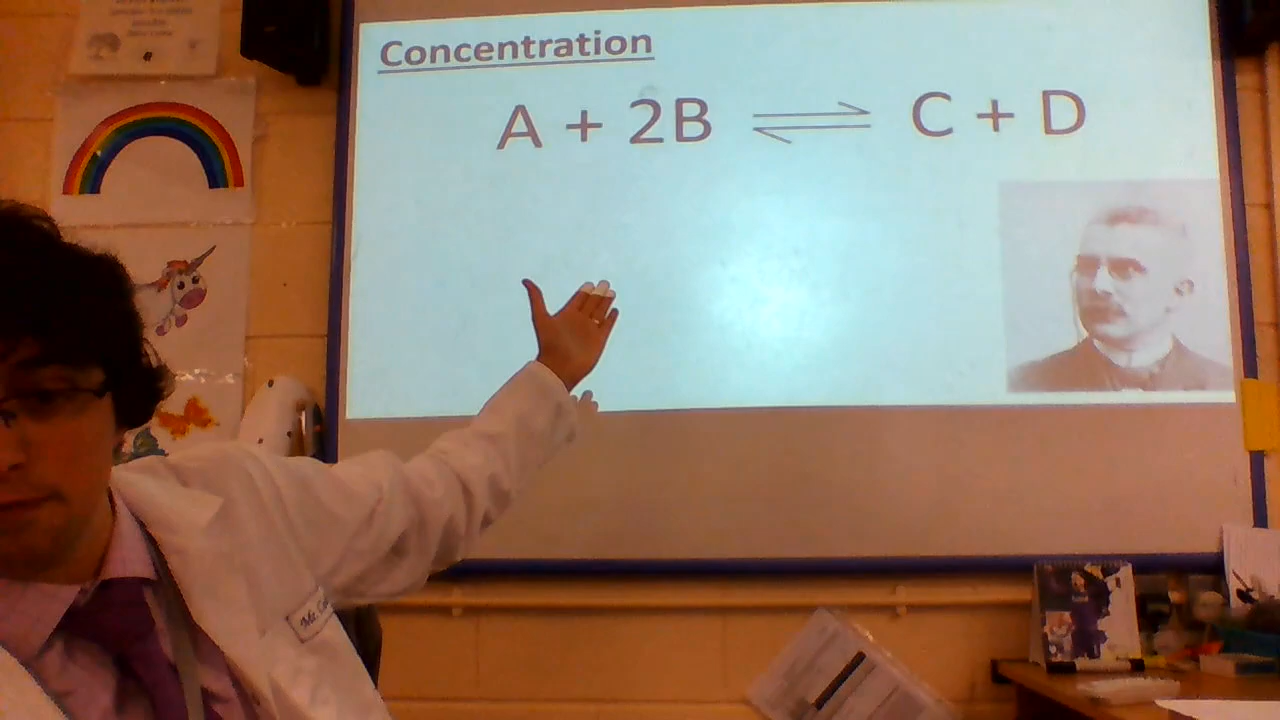 Concentration
A + 2B ⇌ C + D